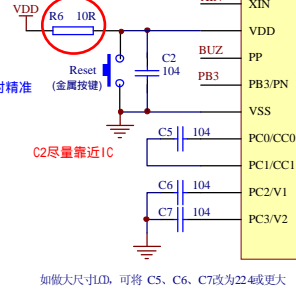 XIN
VDD
R6 10R
VDD
BUZ
PP
Reset
(金属按键)
C2
104
PB3
PB3/PN
时精准
VSS
C5 104
PC0/CC0
C2尽量靠近IC
PC1/CC1
C6 104
PC2/V1
C7 104
PC3/V2
如做大尺寸LCD，可将 C5、C6、C7改为224或更大